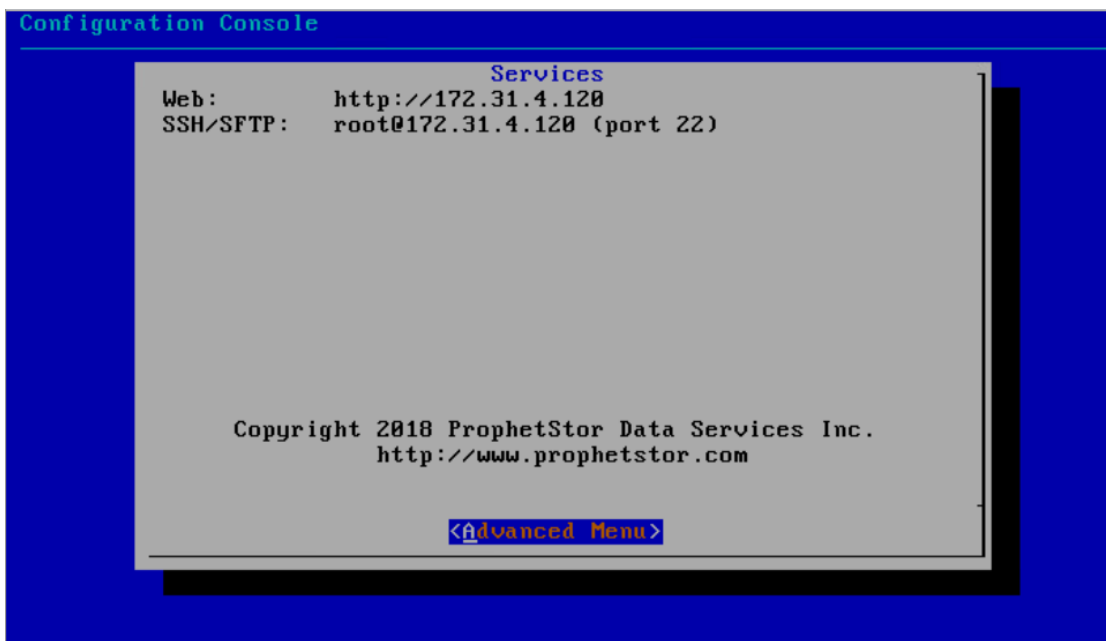 Configuration Console
Services
Web: http://172.31.4.120
SSH/SFTP: root@172.31.4.120 (port 22)
Copyright 2018 ProphetStor Data Services Inc.
http://www.prophetstor.com
<Advanced Menu>